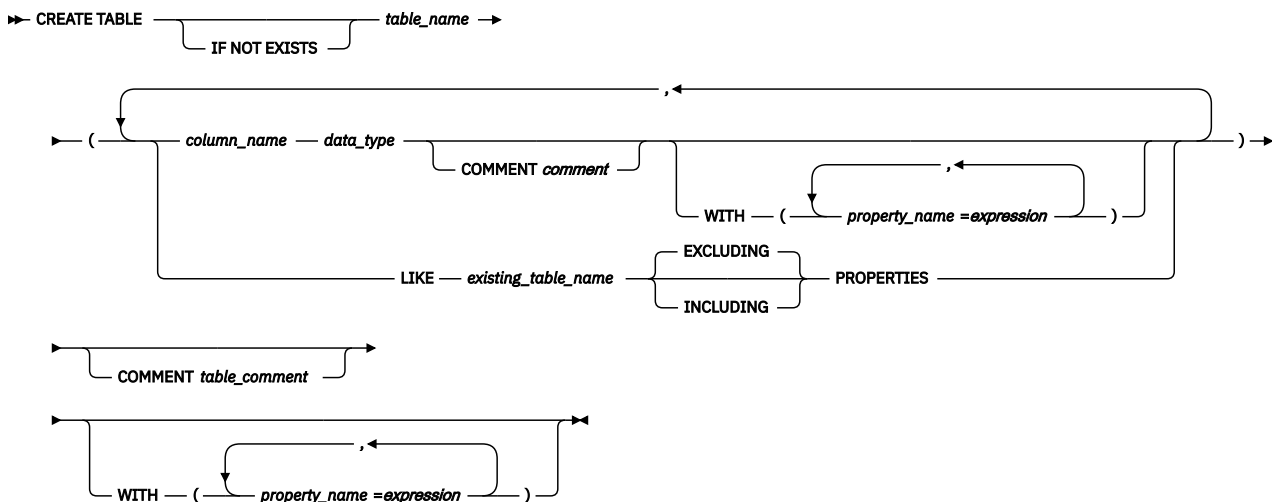 CREATE TABLE table_name
IF NOT EXISTS
,
( column_name data_type )
COMMENT comment
,
WITH ( property_name =expression )
EXCLUDING
LIKE existing_table_name PROPERTIES
INCLUDING
COMMENT table_comment
,
WITH ( property_name =expression )